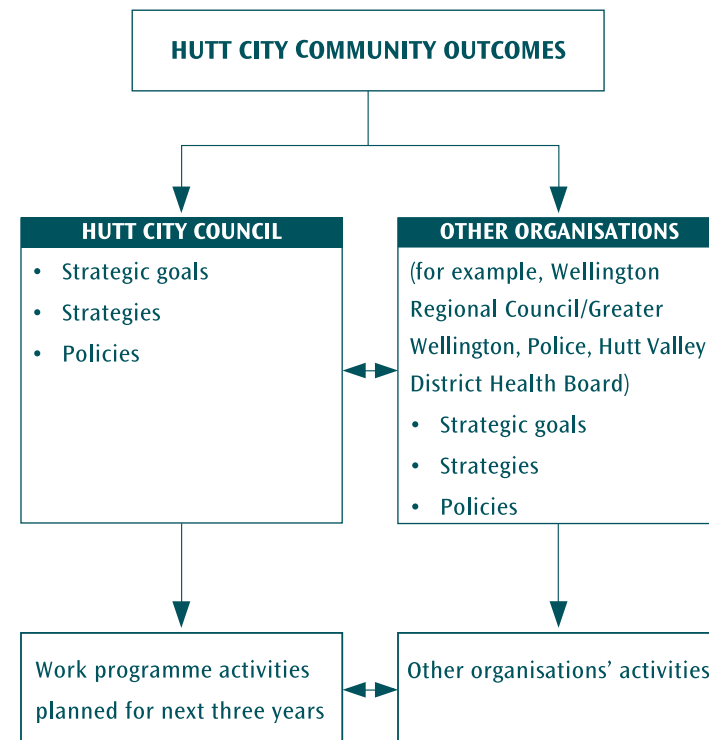 HUTT CITY COMMUNITY OUTCOMES
HUTT CITY COUNCIL
• Strategic goals
• Strategies
• Policies
OTHER ORGANISATIONS
(for example, Wellington
Regional Council/Greater
Wellington, Police, Hutt Valley
District Health Board)
• Strategic goals
• Strategies
• Policies
Work programme activities
planned for next three years
Other organisations’ activities